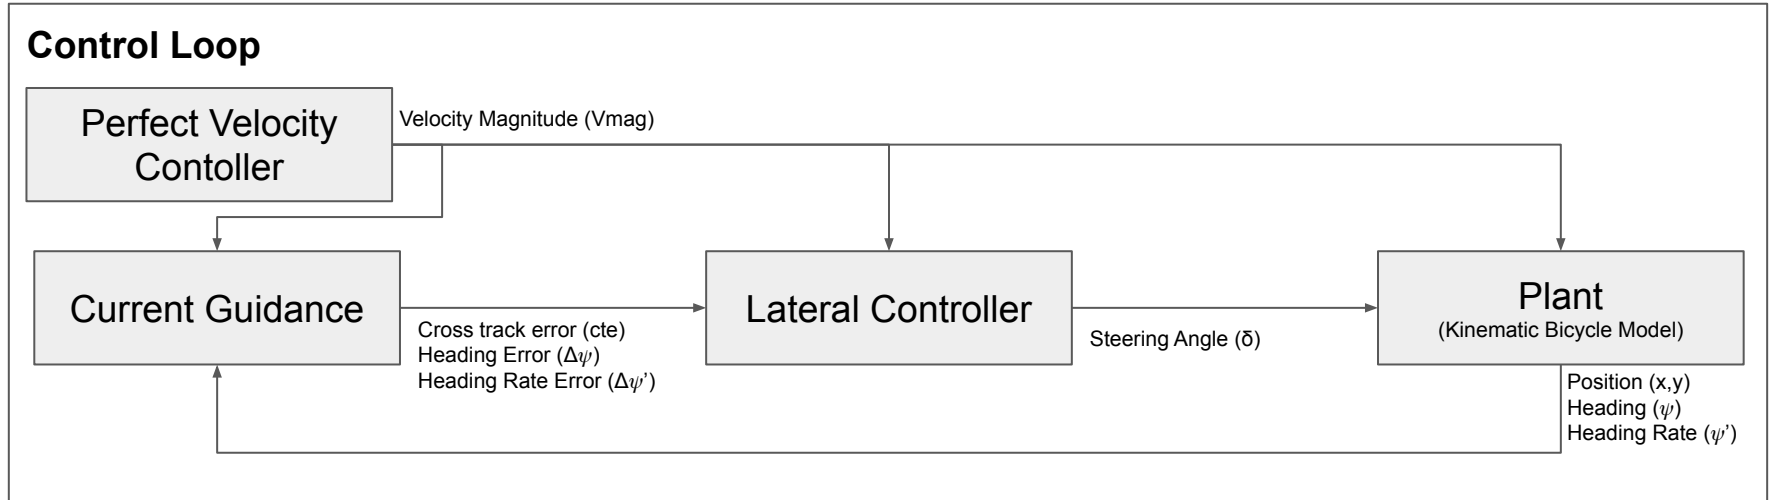 Control Loop
Perfect Velocity
Contoller
Velocity Magnitude (Vmag)
Current Guidance
Cross track error (cte)
Heading Error (Δψ)
Heading Rate Error (Δψ’)
Lateral Controller
Steering Angle (δ)
Plant
(Kinematic Bicycle Model)
Position (x,y)
Heading (ψ)
Heading Rate (ψ’)